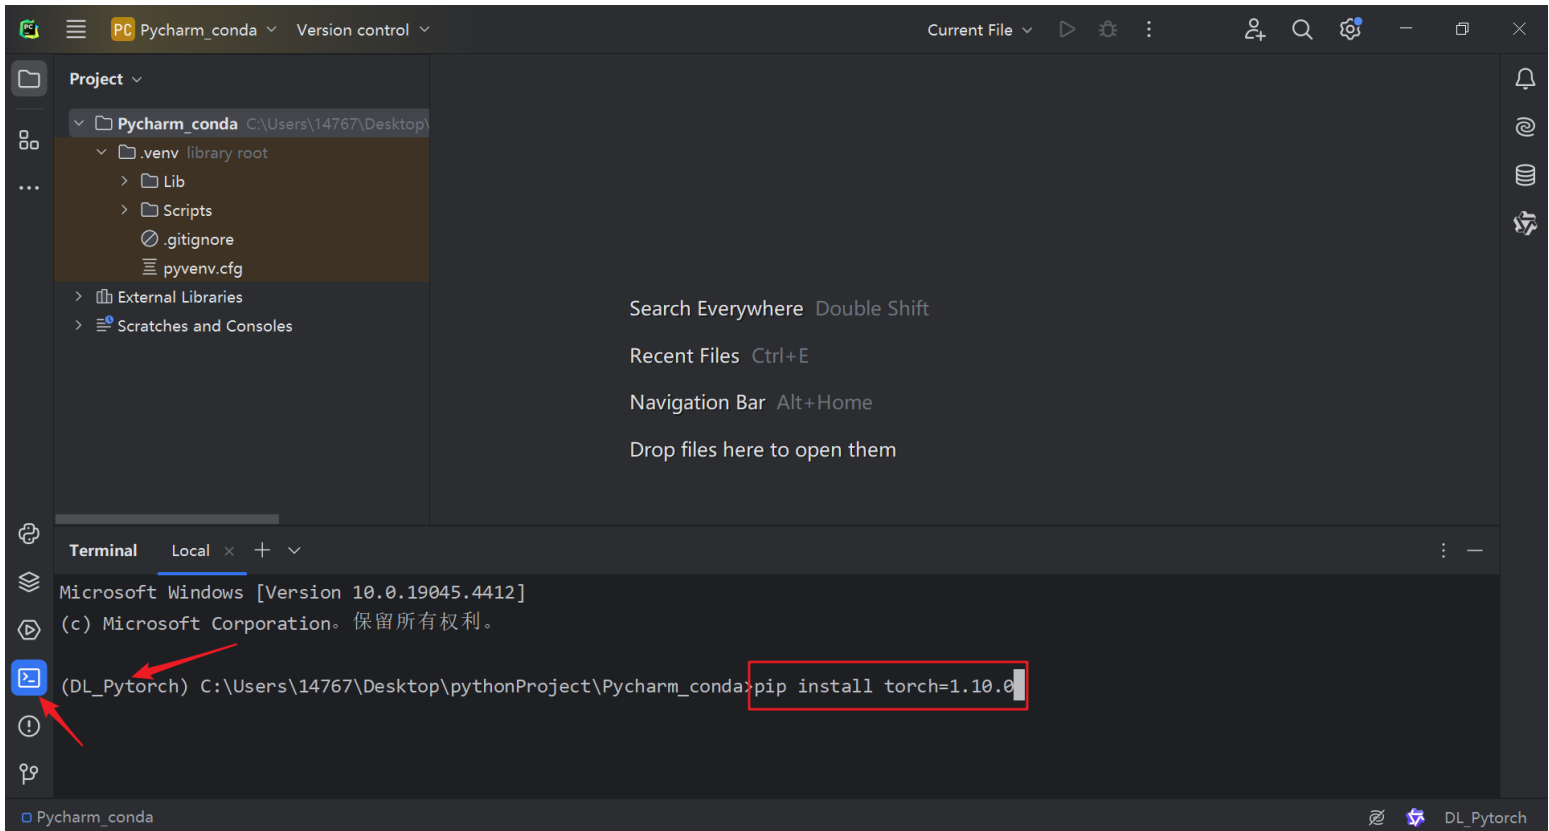 PC Pycharm_conda Version control Current File
Project
Pycharm_conda C:\Users\14767\Desktop\
.venv library root
Lib
Scripts
.gitignore
pyvenv.cfg
External Libraries
Scratches and Consoles
Search Everywhere Double Shift
Recent Files Ctrl+E
Navigation Bar Alt+Home
Drop files here to open them
Terminal Local
Microsoft Windows [Version 10.0.19045.4412]
(c) Microsoft Corporation。保留所有权利。
(DL_Pytorch) C:\Users\14767\Desktop\pythonProject\Pycharm_conda>pip install torch=1.10.0
Pycharm_conda DL_Pytorch